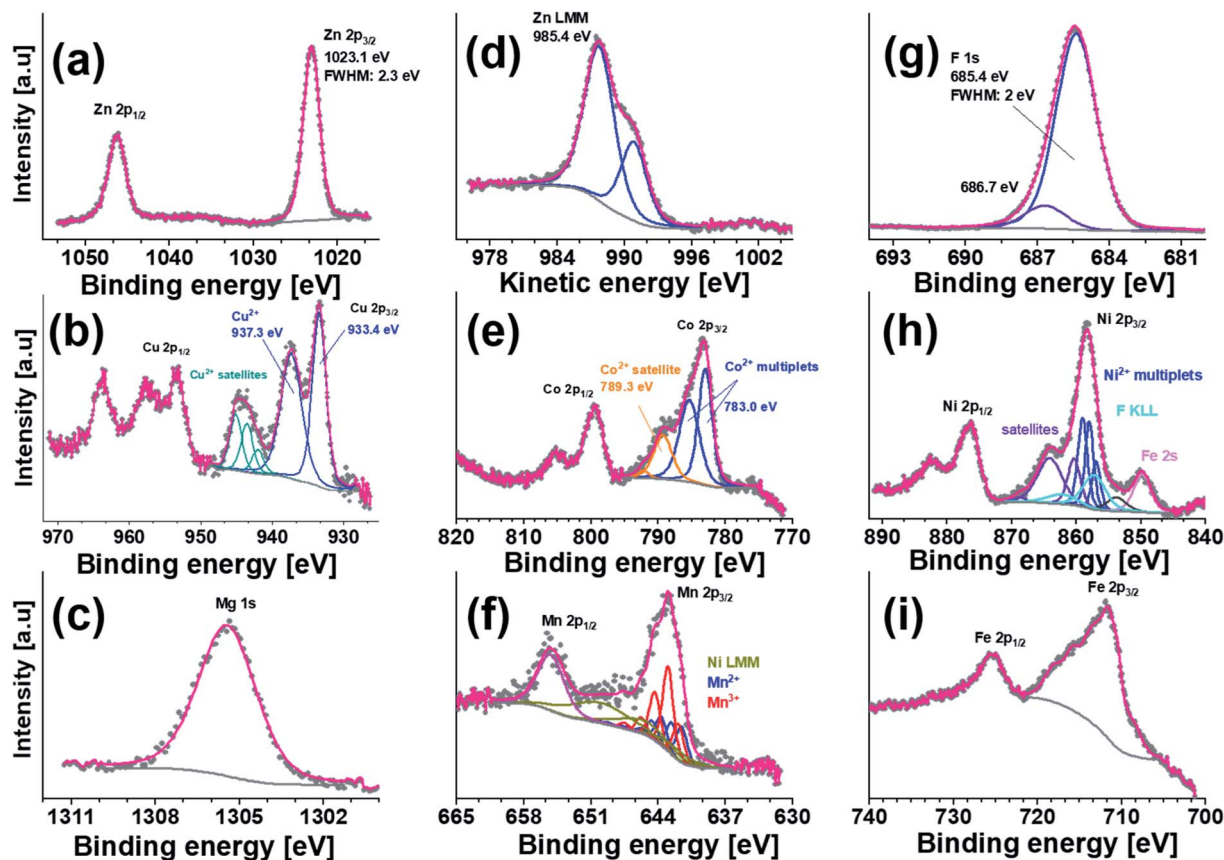 (a)
Zn 2p1/2
Zn 2p3/2
1023.1 eV
FWHM: 2.3 eV
Intensity [a.u]
1050 1040 1030 1020
Binding energy [eV]
(d)
Zn LMM
985.4 eV
978 984 990 996 1002
Kinetic energy [eV]
(g)
F 1s
685.4 eV
FWHM: 2 eV
686.7 eV
693 690 687 684 681
Binding energy [eV]
(b)
Cu 2p1/2
Cu2+ satellites
Cu2+
937.3 eV
Cu 2p3/2
933.4 eV
Intensity [a.u]
970 960 950 940 930
Binding energy [eV]
(e)
Co 2p1/2
Co2+ satellite
789.3 eV
Co 2p3/2
Co2+ multiplets
783.0 eV
820 810 800 790 780 770
Binding energy [eV]
(h)
Ni 2p1/2
satellites
Ni 2p3/2
Ni2+ multiplets
F KLL
Fe 2s
890 880 870 860 850 840
Binding energy [eV]
(c)
Mg 1s
Intensity [a.u]
1311 1308 1305 1302
Binding energy [eV]
(f)
Mn 2p1/2
Mn 2p3/2
Ni LMM
Mn2+
Mn3+
665 658 651 644 637 630
Binding energy [eV]
(i)
Fe 2p1/2
Fe 2p3/2
740 730 720 710 700
Binding energy [eV]